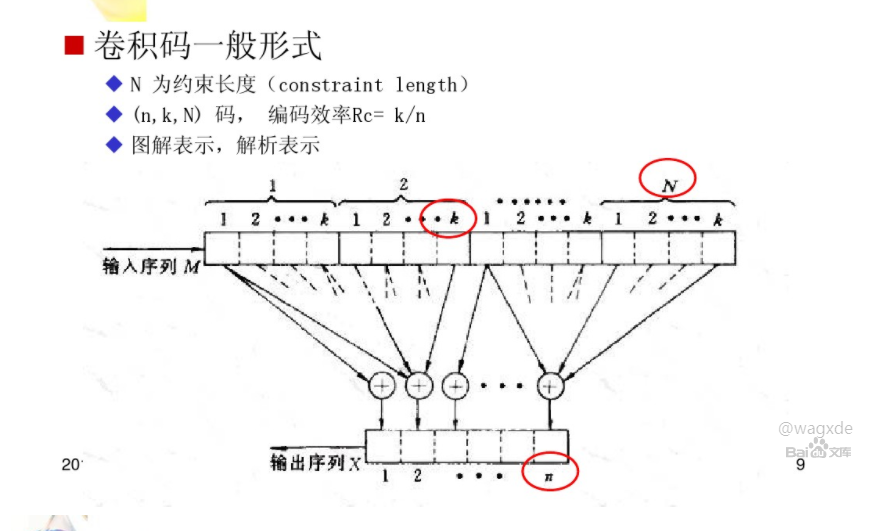 卷积码一般形式
N 为约束长度（constraint length）
(n,k,N) 码， 编码效率Rc= k/n
图解表示，解析表示
1 2 •••••• N
1 2 ••• k 1 2 ••• k 1 2 ••• k 1 2 ••• k
输入序列 M
+ + + ••• +
输出序列 X
1 2 ••• n
@wagxde
Bai 文库
20 9